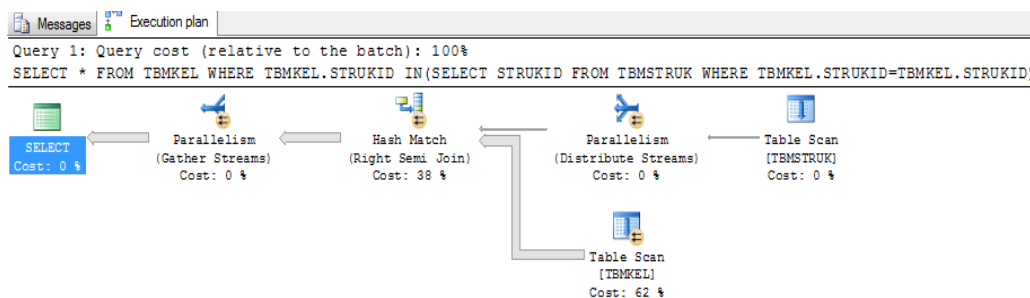 Messages
Execution plan
Query 1: Query cost (relative to the batch): 100%
SELECT * FROM TBMKEL WHERE TBMKEL.STRUKID IN(SELECT STRUKID FROM TBMSTRUK WHERE TBMKEL.STRUKID=TBMKEL.STRUKID)
SELECT
Cost: 0 %
Parallelism
(Gather Streams)
Cost: 0 %
Hash Match
(Right Semi Join)
Cost: 38 %
Parallelism
(Distribute Streams)
Cost: 0 %
Table Scan
[TBMSTRUK]
Cost: 0 %
Table Scan
[TBMKEL]
Cost: 62 %